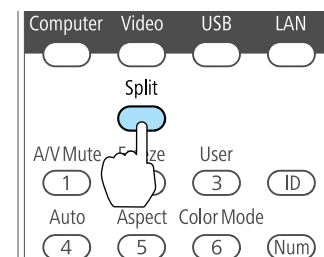 Computer Video USB LAN
Split
A/V Mute User
1 3 ID
Auto Aspect Color Mode
4 5 6 Num